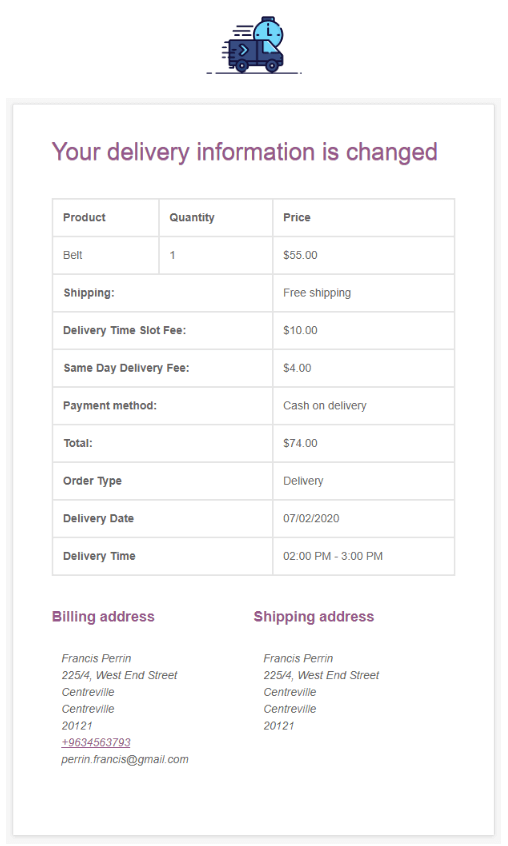 Your delivery information is changed
Product Quantity Price
Belt 1 $55.00
Shipping: Free shipping
Delivery Time Slot Fee: $10.00
Same Day Delivery Fee: $4.00
Payment method: Cash on delivery
Total: $74.00
Order Type Delivery
Delivery Date 07/02/2020
Delivery Time 02:00 PM - 3:00 PM
Billing address
Francis Perrin
225/4, West End Street
Centreville
Centreville
20121
+9634563793
perrin.francis@gmail.com
Shipping address
Francis Perrin
225/4, West End Street
Centreville
Centreville
20121